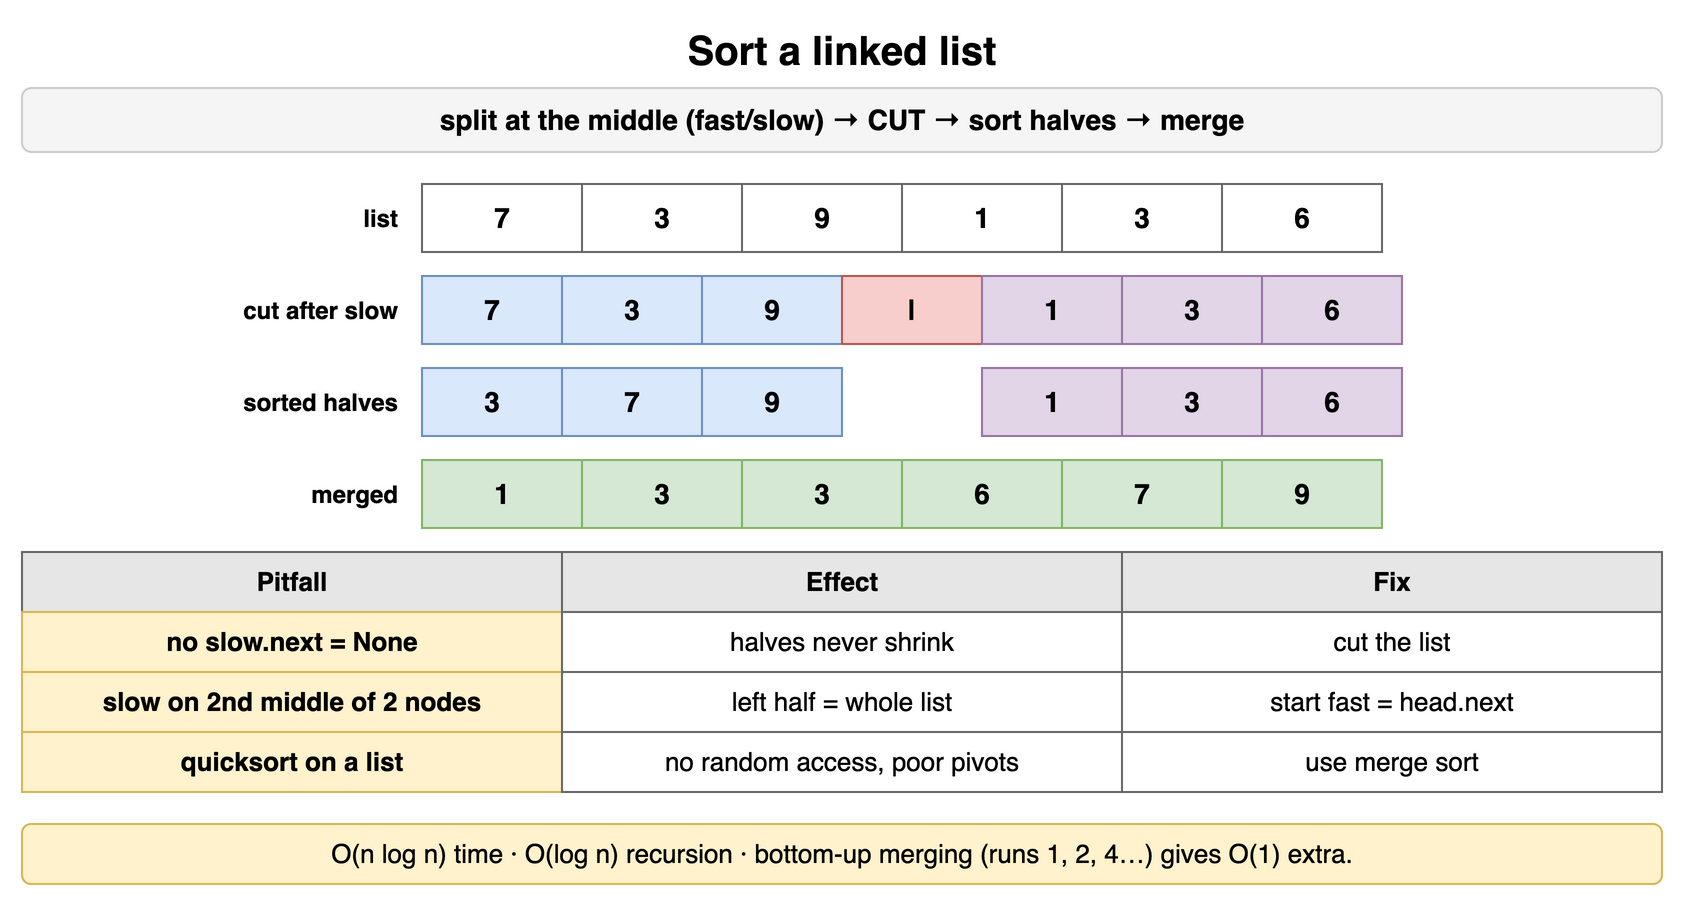 Sort a linked list
split at the middle (fast/slow) → CUT → sort halves → merge
list 7 3 9 1 3 6
cut after slow 7 3 9 | 1 3 6
sorted halves 3 7 9 1 3 6
merged 1 3 3 6 7 9
Pitfall Effect Fix
no slow.next = None halves never shrink cut the list
slow on 2nd middle of 2 nodes left half = whole list start fast = head.next
quicksort on a list no random access, poor pivots use merge sort
O(n log n) time · O(log n) recursion · bottom-up merging (runs 1, 2, 4…) gives O(1) extra.